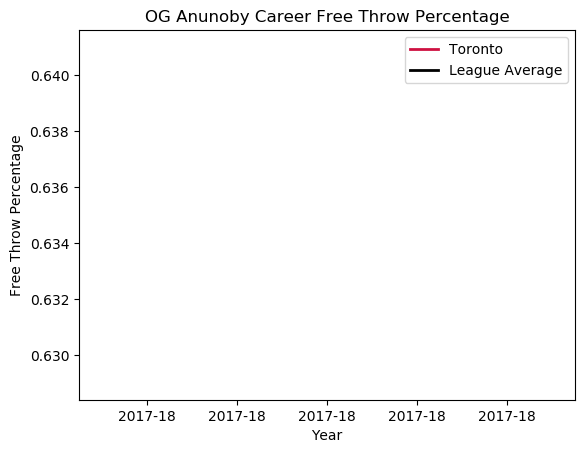 OG Anunoby Career Free Throw Percentage
Toronto
League Average
0.640
0.638
0.636
0.634
0.632
0.630
Free Throw Percentage
2017-18 2017-18 2017-18 2017-18 2017-18
Year